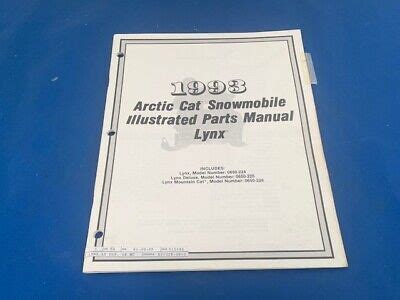 1993
Arctic Cat Snowmobile
Illustrated Parts Manual
Lynx
INCLUDES:
Lynx, Model Number: 0650-224
Lynx Deluxe, Model Number: 0650-225
Lynx Mountain Cat™, Model Number: 0650-226